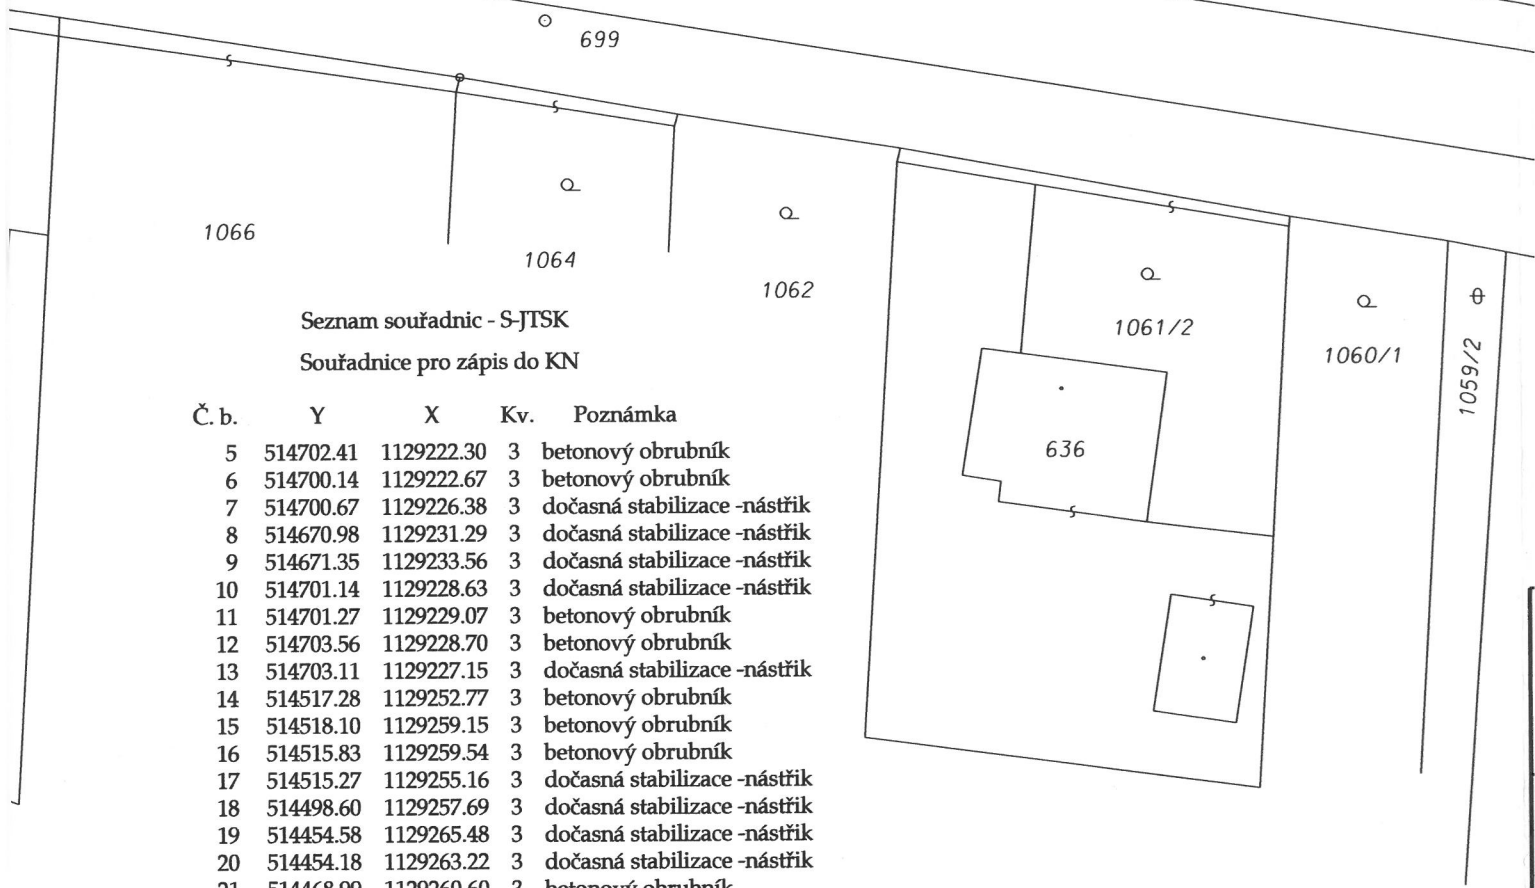 699
1066
1064
1062
1061/2
1060/1
1059/2
636
Seznam souřadnic - S-JTSK
Souřadnice pro zápis do KN
Č. b. Y X Kv. Poznámka
5 514702.41 1129222.30 3 betonový obrubník
6 514700.14 1129222.67 3 betonový obrubník
7 514700.67 1129226.38 3 dočasná stabilizace -nástřik
8 514670.98 1129231.29 3 dočasná stabilizace -nástřik
9 514671.35 1129233.56 3 dočasná stabilizace -nástřik
10 514701.14 1129228.63 3 dočasná stabilizace -nástřik
11 514701.27 1129229.07 3 betonový obrubník
12 514703.56 1129228.70 3 betonový obrubník
13 514703.11 1129227.15 3 dočasná stabilizace -nástřik
14 514517.28 1129252.77 3 betonový obrubník
15 514518.10 1129259.15 3 betonový obrubník
16 514515.83 1129259.54 3 betonový obrubník
17 514515.27 1129255.16 3 dočasná stabilizace -nástřik
18 514498.60 1129257.69 3 dočasná stabilizace -nástřik
19 514454.58 1129265.48 3 dočasná stabilizace -nástřik
20 514454.18 1129263.22 3 dočasná stabilizace -nástřik
betonový obrubník